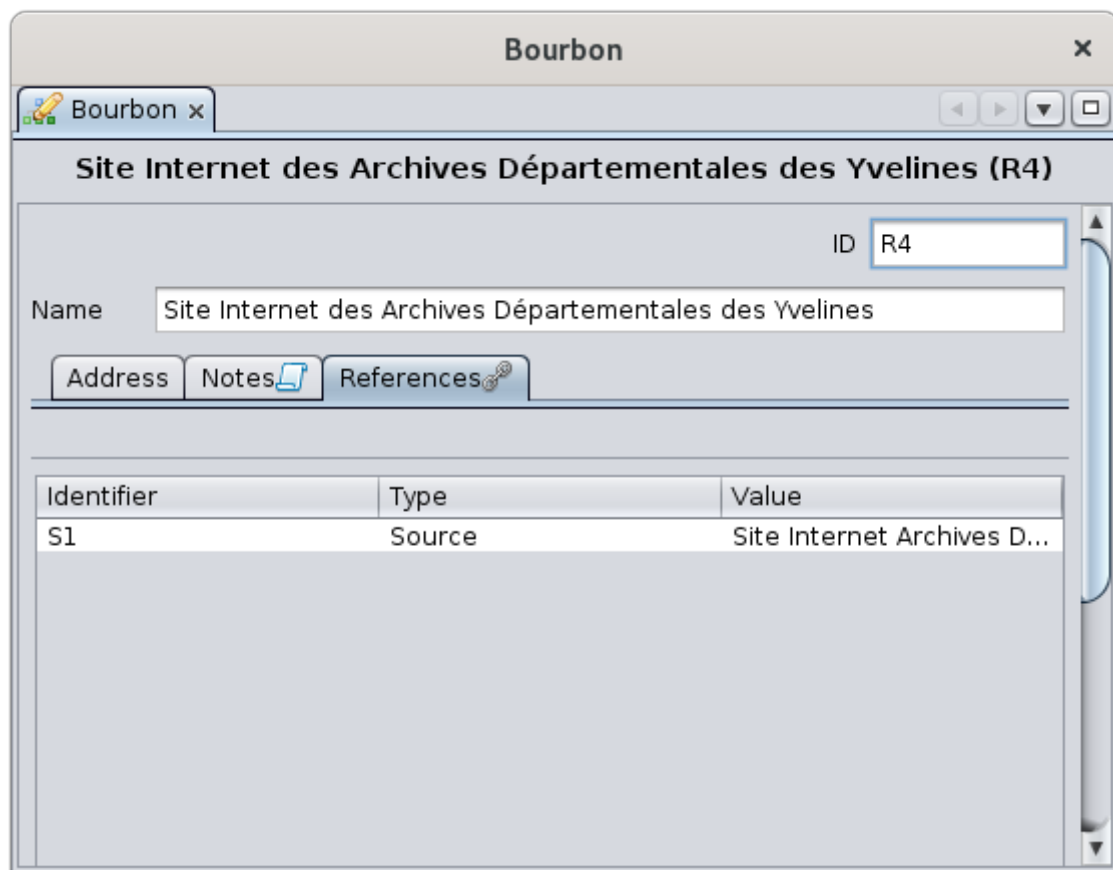 Bourbon
Bourbon
Site Internet des Archives Départementales des Yvelines (R4)
ID R4
Name Site Internet des Archives Départementales des Yvelines
Address Notes References
Identifier Type Value
S1 Source Site Internet Archives D...